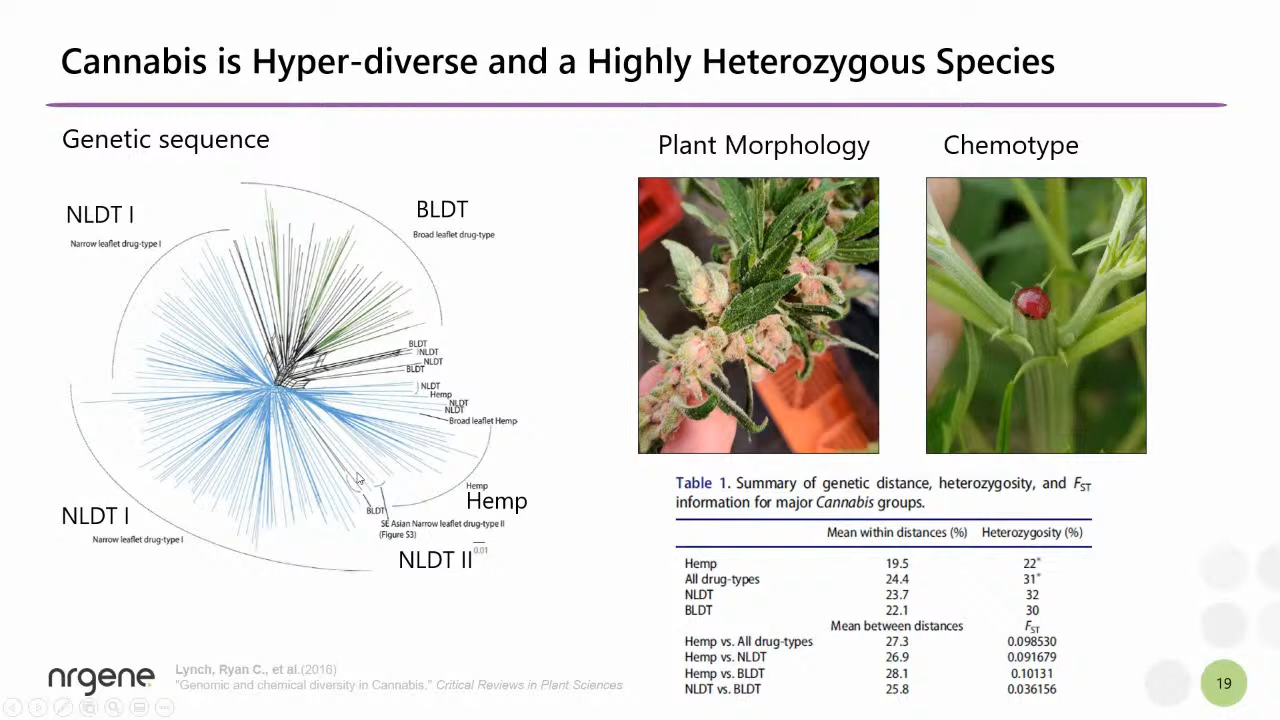 Cannabis is Hyper-diverse and a Highly Heterozygous Species
Genetic sequence
NLDT I
Narrow leaflet drug-type I
BLDT
Broad leaflet drug-type
BLDT
NLDT
NLDT
BLDT
NLDT
Hemp
NLDT
NLDT
Broad leaflet Hemp
Hemp
Hemp
BLDT
SE Asian Narrow leaflet drug-type II
(Figure S3)
0.01
NLDT II
NLDT I
Narrow leaflet drug-type I
Plant Morphology
Chemotype
Table 1. Summary of genetic distance, heterozygosity, and FST
information for major Cannabis groups.
Mean within distances (%) Heterozygosity (%)
Hemp 19.5 22*
All drug-types 24.4 31*
NLDT 23.7 32
BLDT 22.1 30
Mean between distances FST
Hemp vs. All drug-types 27.3 0.098530
Hemp vs. NLDT 26.9 0.091679
Hemp vs. BLDT 28.1 0.10131
NLDT vs. BLDT 25.8 0.036156
nrgene
Lynch, Ryan C., et al.(2016)
"Genomic and chemical diversity in Cannabis." Critical Reviews in Plant Sciences
19